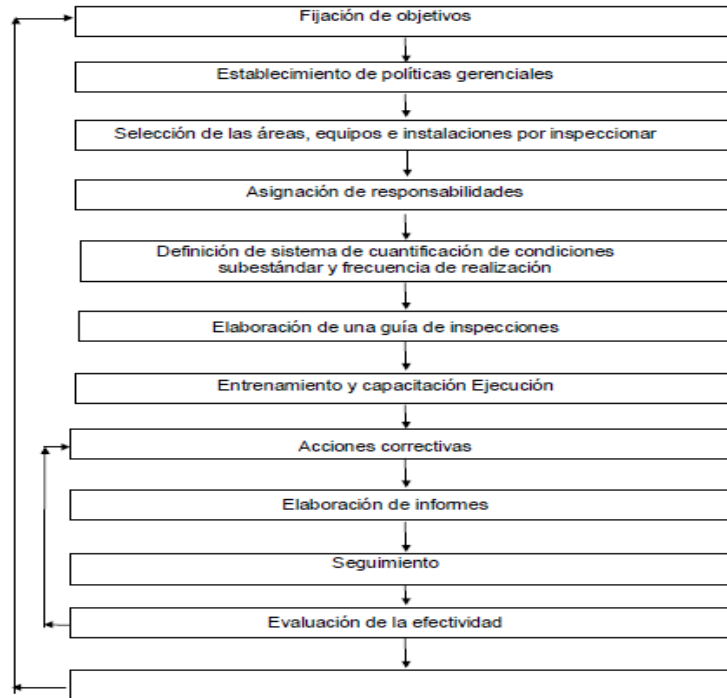 Fijación de objetivos
Establecimiento de políticas gerenciales
Selección de las áreas, equipos e instalaciones por inspeccionar
Asignación de responsabilidades
Definición de sistema de cuantificación de condiciones
subestándar y frecuencia de realización
Elaboración de una guía de inspecciones
Entrenamiento y capacitación Ejecución
Acciones correctivas
Elaboración de informes
Seguimiento
Evaluación de la efectividad